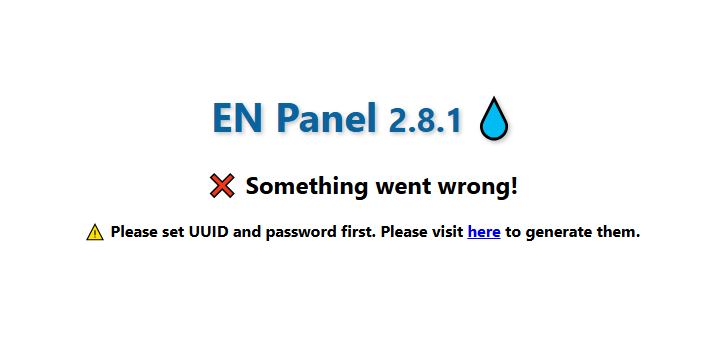 EN Panel 2.8.1 💧
❌ Something went wrong!
⚠️ Please set UUID and password first. Please visit here to generate them.